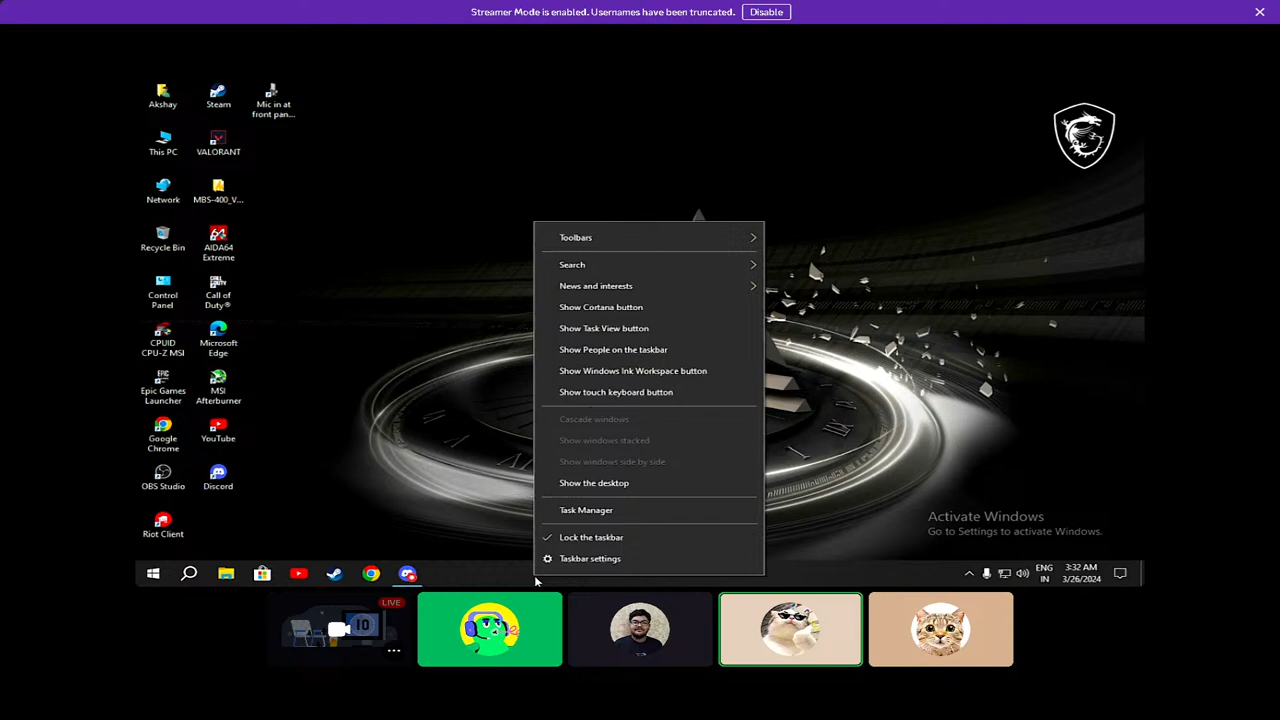 Streamer Mode is enabled. Usernames have been truncated. Disable
Akshay
Steam
Mic in at
front pan...
This PC
VALORANT
Network
MBS-400_V...
Recycle Bin
AIDA64
Extreme
Control
Panel
Call of
Duty®
CPUID
CPU-Z MSI
Microsoft
Edge
Epic Games
Launcher
MSI
Afterburner
Google
Chrome
YouTube
OBS Studio
Discord
Riot Client
Toolbars
Search
News and interests
Show Cortana button
Show Task View button
Show People on the taskbar
Show Windows Ink Workspace button
Show touch keyboard button
Cascade windows
Show windows stacked
Show windows side by side
Show the desktop
Task Manager
Lock the taskbar
Taskbar settings
Activate Windows
Go to Settings to activate Windows.
ENG
IN
3:32 AM
3/26/2024
LIVE